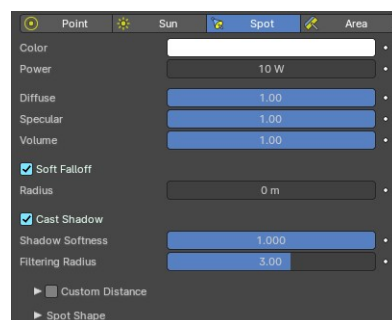 Point Sun Spot Area
Color
Power 10 W
Diffuse 1.00
Specular 1.00
Volume 1.00
Soft Falloff
Radius 0 m
Cast Shadow
Shadow Softness 1.000
Filtering Radius 3.00
Custom Distance
Spot Shape